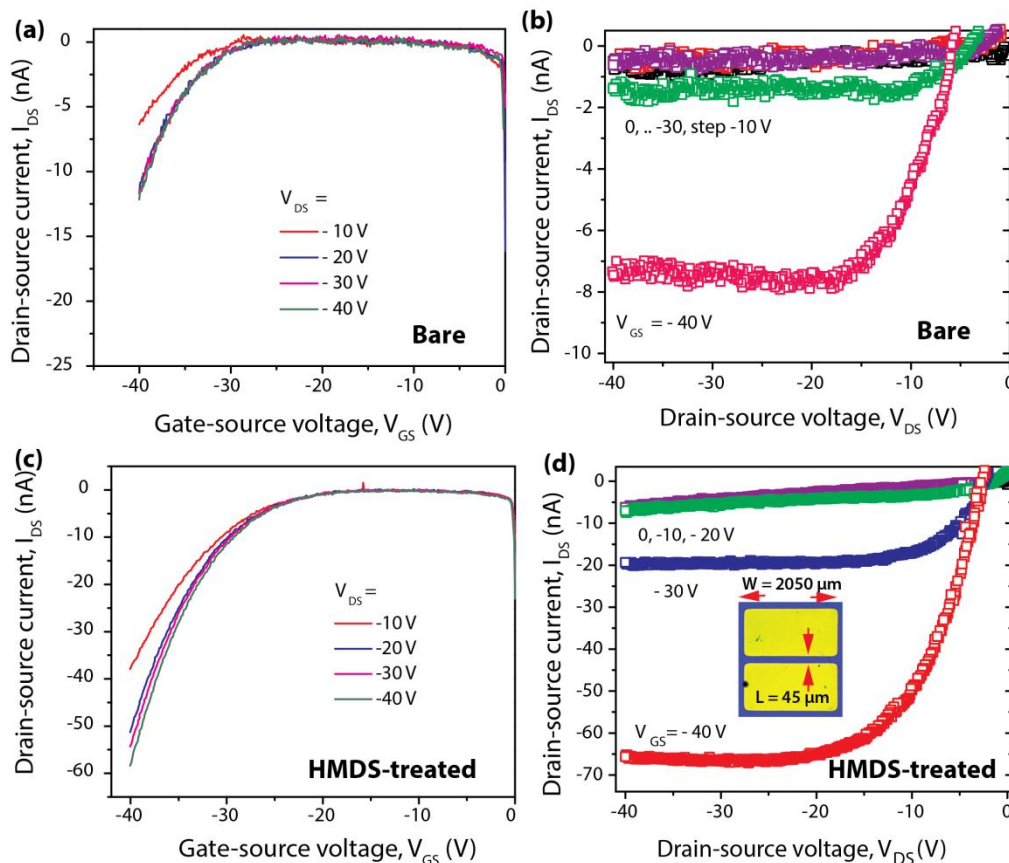 (a)
Drain-source current, I_DS (nA)
0
-5
-10
-15
-20
-25
V_DS =
- 10 V
- 20 V
- 30 V
- 40 V
Bare
-40 -30 -20 -10 0
Gate-source voltage, V_GS (V)
(b)
Drain-source current, I_DS (nA)
0
-2
-4
-6
-8
-10
0, .. -30, step -10 V
V_GS = - 40 V
Bare
-40 -30 -20 -10 0
Drain-source voltage, V_DS (V)
(c)
Drain-source current, I_DS (nA)
0
-10
-20
-30
-40
-50
-60
V_DS =
-10 V
-20 V
-30 V
-40 V
HMDS-treated
-40 -30 -20 -10 0
Gate-source voltage, V_GS (V)
(d)
Drain-source current, I_DS (nA)
0
-10
-20
-30
-40
-50
-60
-70
0, -10, - 20 V
- 30 V
W = 2050 µm
L = 45 µm
V_GS = - 40 V
HMDS-treated
-40 -30 -20 -10 0
Drain-source voltage, V_DS (V)